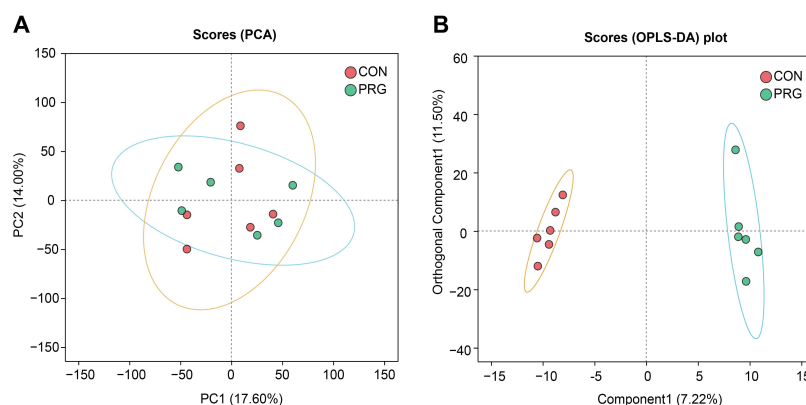 A
Scores (PCA)
150
100
50
0
−50
−100
−150
PC2 (14.00%)
CON
PRG
−150
−100
−50
0
50
100
150
PC1 (17.60%)
B
Scores (OPLS-DA) plot
60
40
20
0
−20
−40
Orthogonal Component1 (11.50%)
CON
PRG
−15
−10
−5
0
5
10
15
Component1 (7.22%)